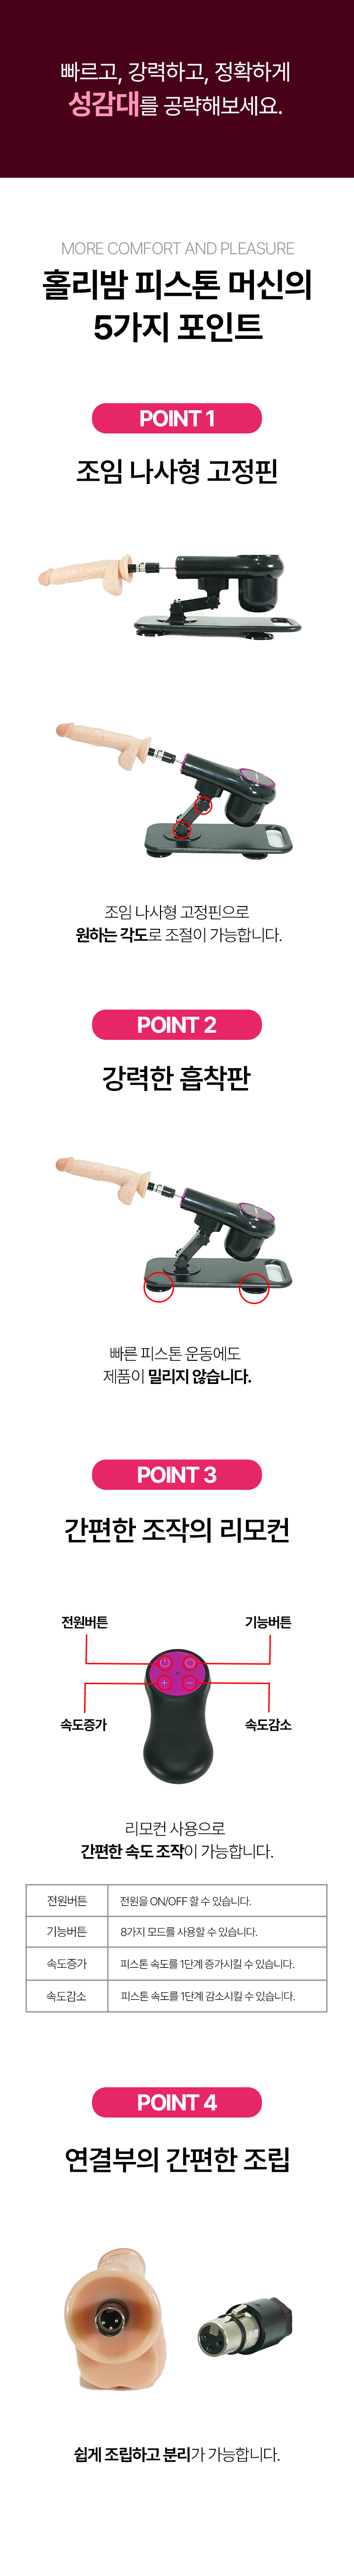 빠르고, 강력하고, 정확하게
성감대를 공략해보세요.
MORE COMFORT AND PLEASURE
홀리밤 피스톤 머신의
5가지 포인트
POINT 1
조임 나사형 고정핀
조임 나사형 고정핀으로
원하는 각도로 조절이 가능합니다.
POINT 2
강력한 흡착판
빠른 피스톤 운동에도
제품이 밀리지 않습니다.
POINT 3
간편한 조작의 리모컨
전원버튼 기능버튼
속도증가 속도감소
리모컨 사용으로
간편한 속도 조작이 가능합니다.
전원버튼 전원을 ON/OFF 할 수 있습니다.
기능버튼 8가지 모드를 사용할 수 있습니다.
속도증가 피스톤 속도를 1단계 증가시킬 수 있습니다.
속도감소 피스톤 속도를 1단계 감소시킬 수 있습니다.
POINT 4
연결부의 간편한 조립
쉽게 조립하고 분리가 가능합니다.